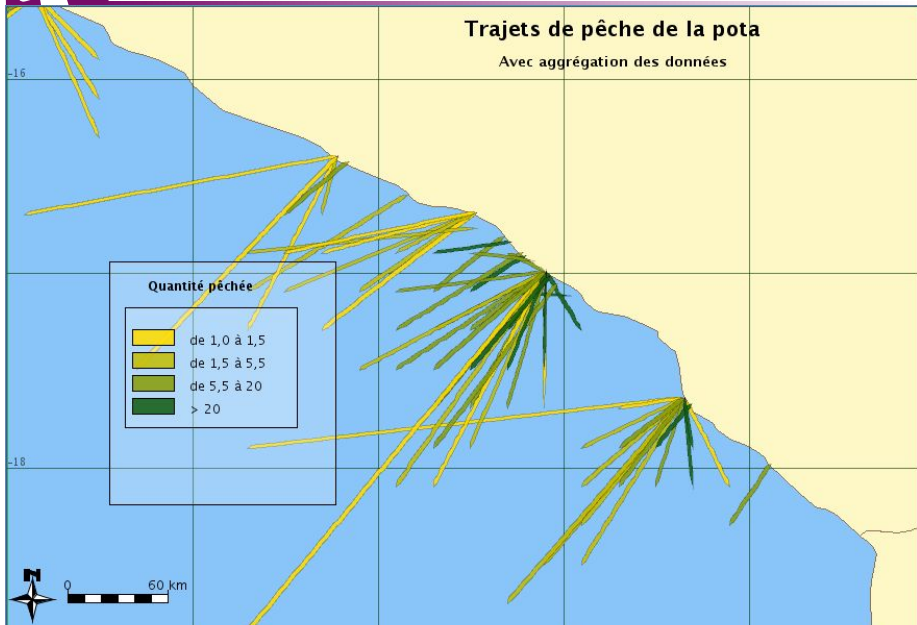 Trajets de pêche de la pota
Avec aggrégation des données
-16
Quantité pêchée
de 1,0 à 1,5
de 1,5 à 5,5
de 5,5 à 20
> 20
-18
N
0 60 km